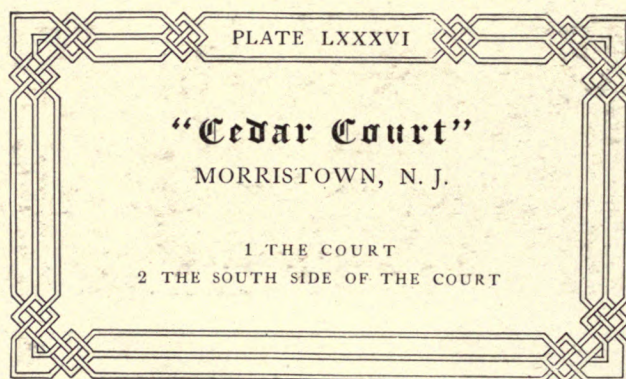 PLATE LXXXVI
"Cedar Court"
MORRISTOWN, N. J.
1 THE COURT
2 THE SOUTH SIDE OF THE COURT